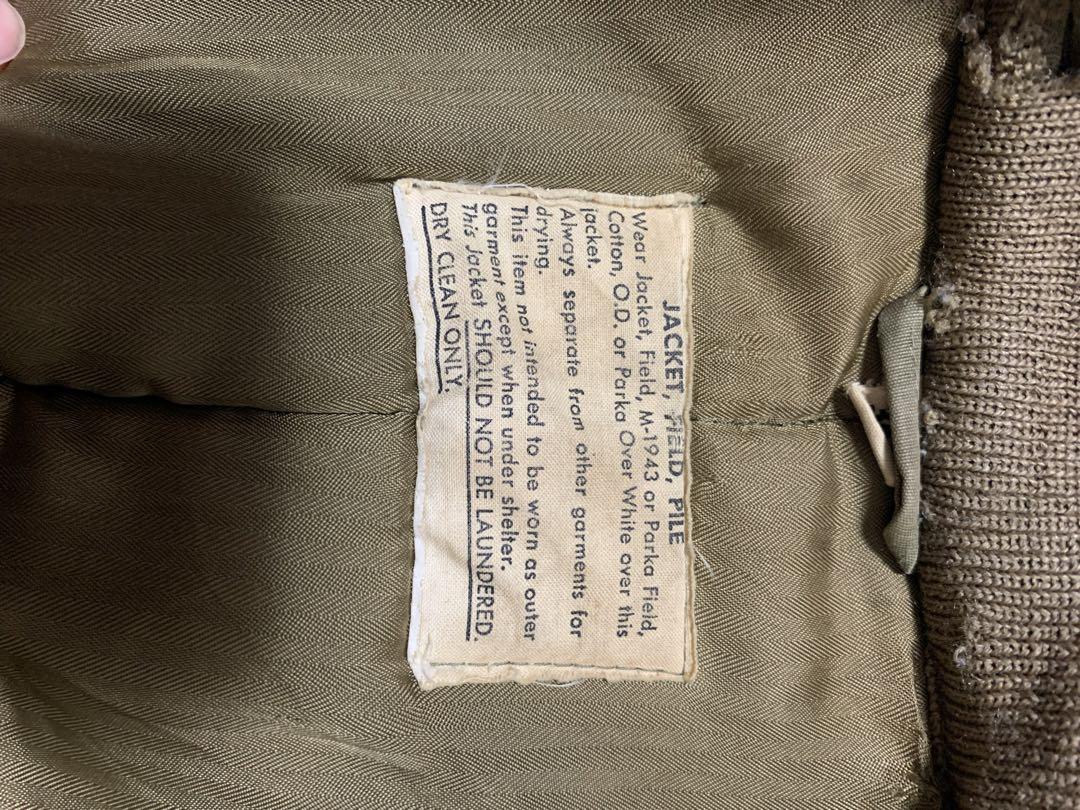 JACKET, FIELD, PILE
Wear Jacket, Field, M-1943 or Parka Field,
Cotton, O.D. or Parka Over White over this
jacket.
Always separate from other garments for
drying.
This item not intended to be worn as outer
garment except when under shelter.
This Jacket SHOULD NOT BE LAUNDERED.
DRY CLEAN ONLY